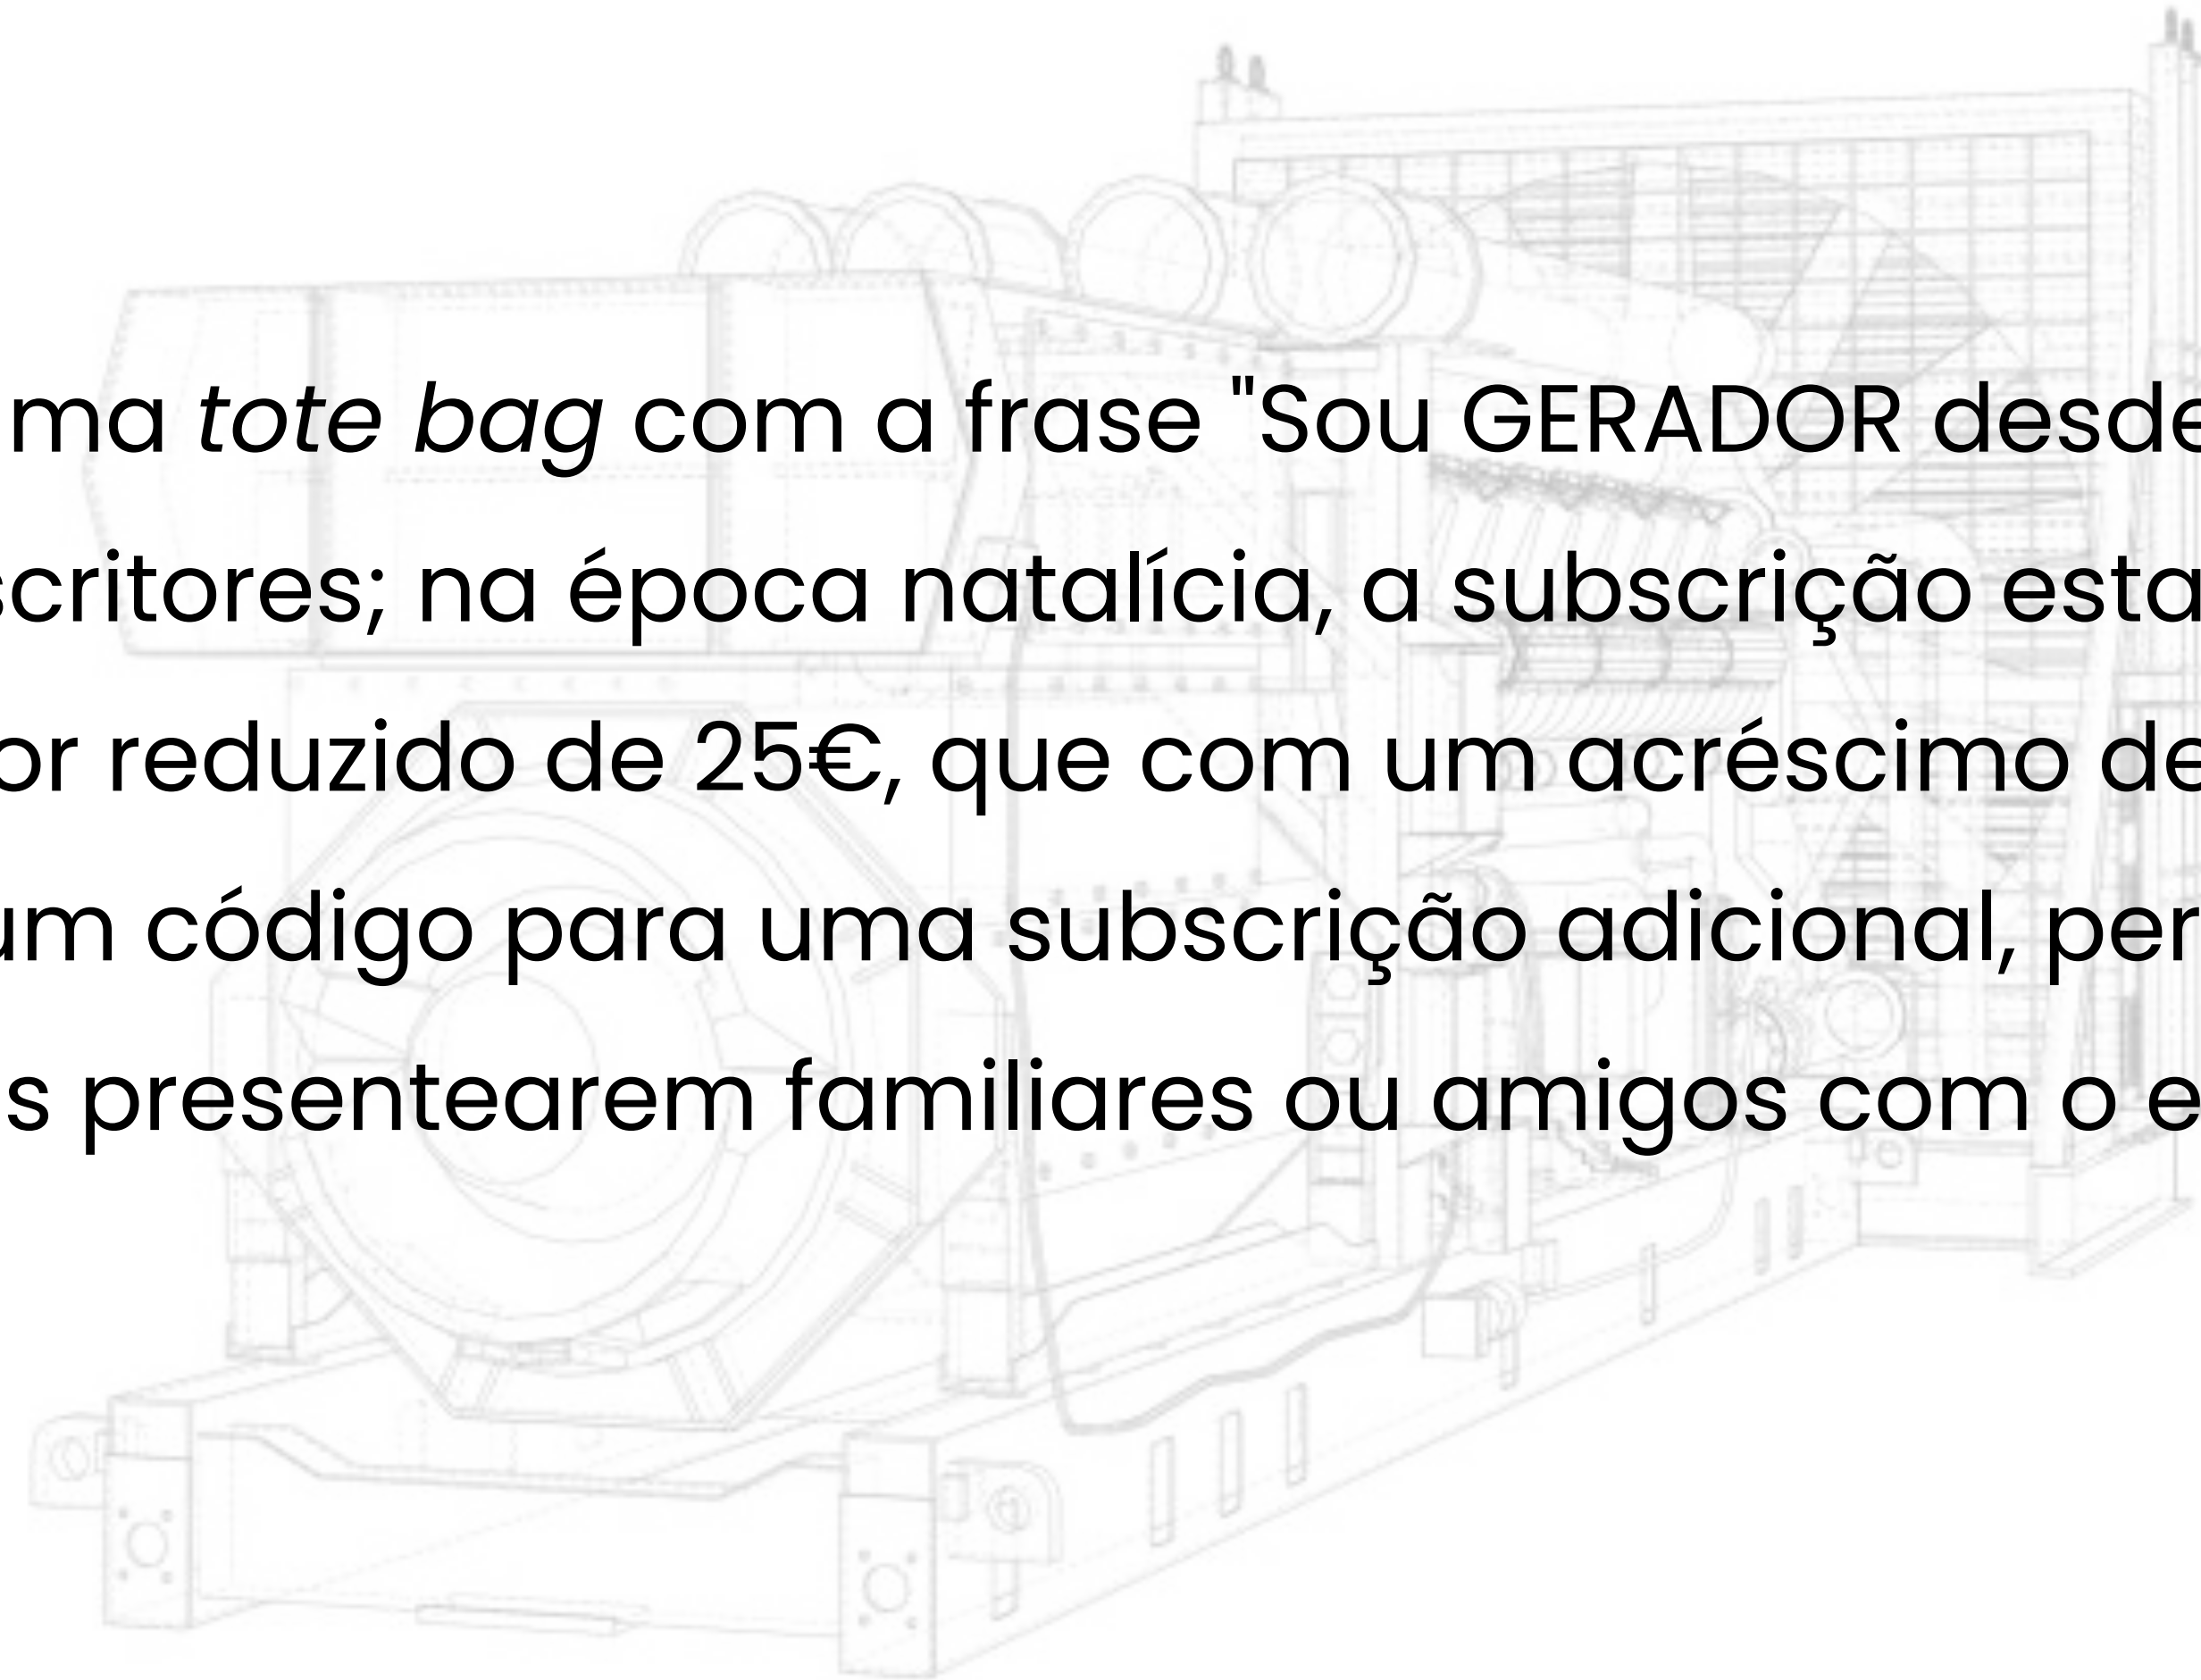 ma tote bag com a frase "Sou GERADOR desde
scritores; na época natalícia, a subscrição esta
or reduzido de 25€, que com um acréscimo de
um código para uma subscrição adicional, per
s presentearem familiares ou amigos com o e